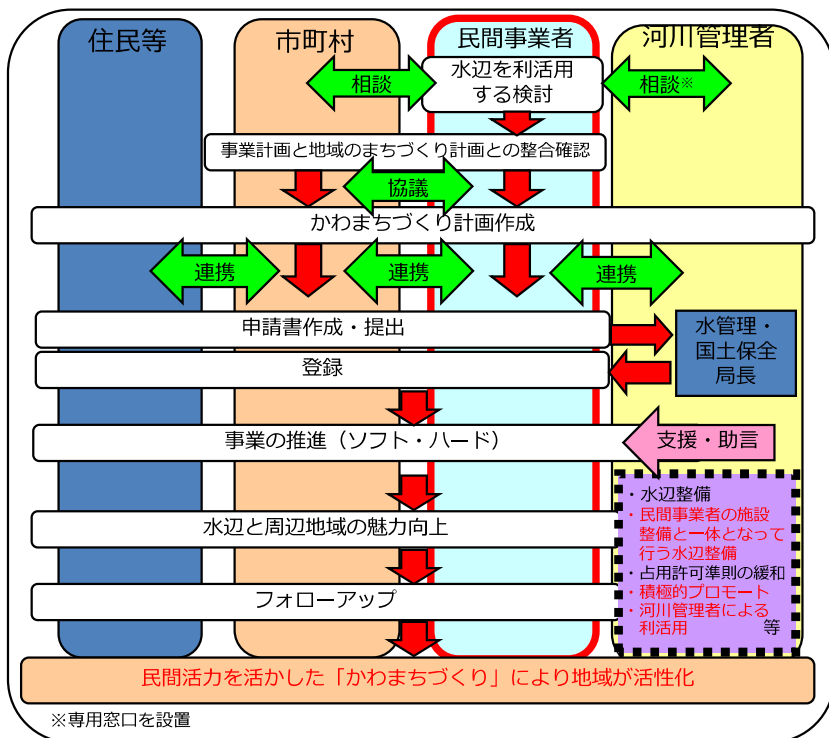 住民等
市町村
民間事業者
河川管理者
相談
水辺を利活用
する検討
相談※
事業計画と地域のまちづくり計画との整合確認
協議
かわまちづくり計画作成
連携
連携
連携
申請書作成・提出
水管理・
国土保全
局長
登録
事業の推進（ソフト・ハード）
支援・助言
・水辺整備
・民間事業者の施設
整備と一体となって
行う水辺整備
・占用許可準則の緩和
・積極的プロモート
・河川管理者による
利活用
等
水辺と周辺地域の魅力向上
フォローアップ
民間活力を活かした「かわまちづくり」により地域が活性化
※専用窓口を設置